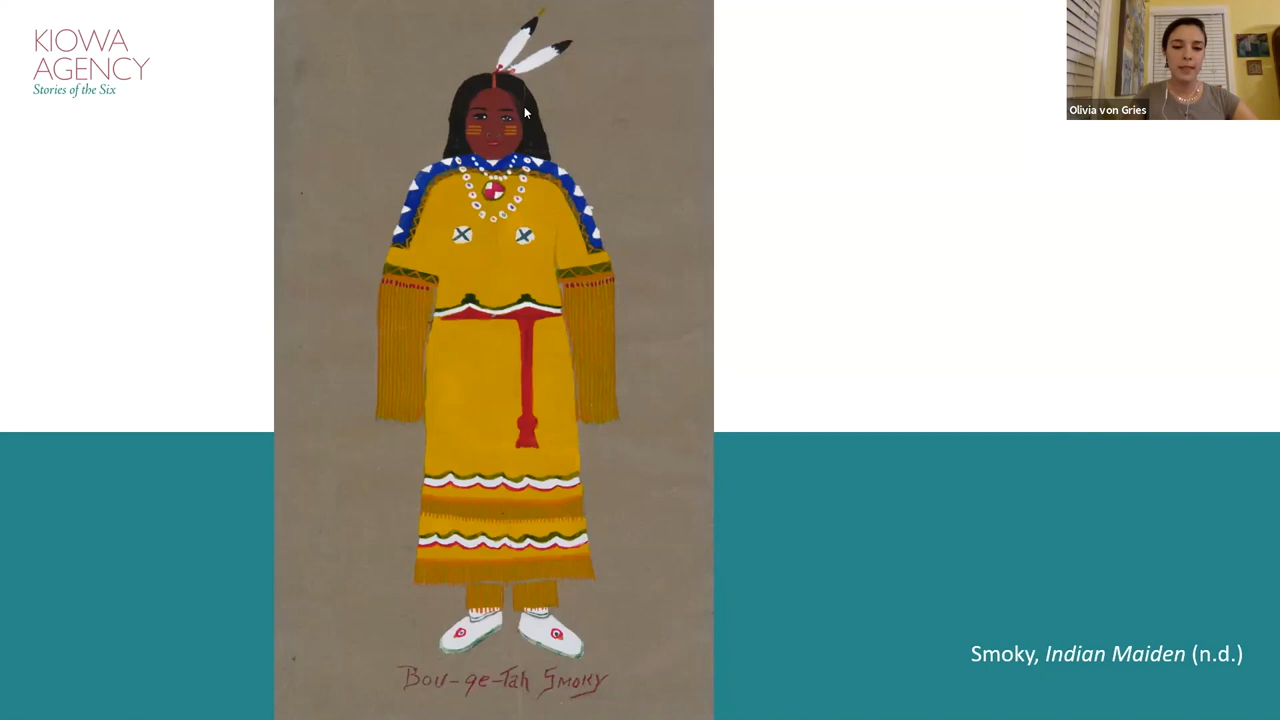 KIOWA
AGENCY
Stories of the Six
Olivia von Gries
Bou-ge-Tah Smoky
Smoky, Indian Maiden (n.d.)